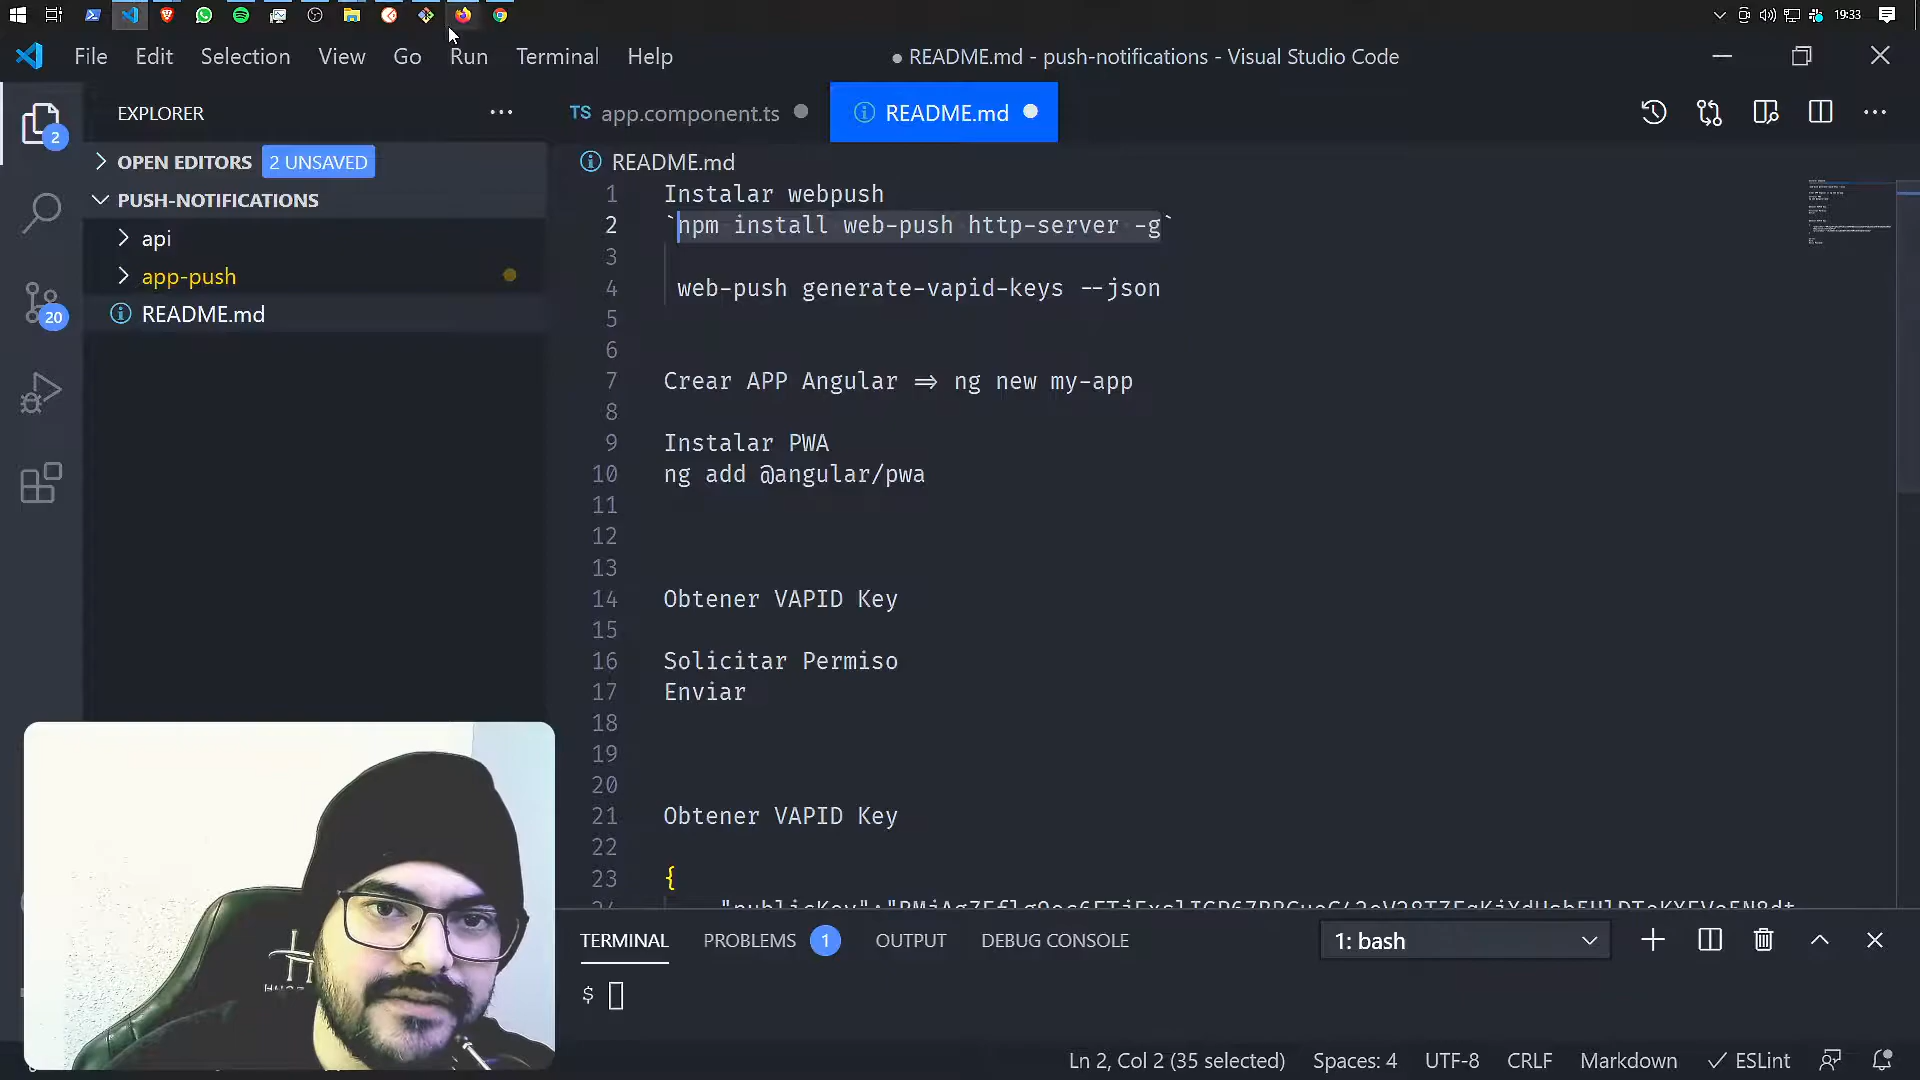 19:33
File Edit Selection View Go Run Terminal Help
● README.md - push-notifications - Visual Studio Code
EXPLORER
OPEN EDITORS 2 UNSAVED
PUSH-NOTIFICATIONS
api
app-push
README.md
2
20
TS app.component.ts
README.md
README.md
1 Instalar webpush
2 `npm install web-push http-server -g`
3
4 web-push generate-vapid-keys --json
5
6
7 Crear APP Angular => ng new my-app
8
9 Instalar PWA
10 ng add @angular/pwa
11
12
13
14 Obtener VAPID Key
15
16 Solicitar Permiso
17 Enviar
18
19
20
21 Obtener VAPID Key
22
23 {
TERMINAL PROBLEMS 1 OUTPUT DEBUG CONSOLE
1: bash
$
Ln 2, Col 2 (35 selected) Spaces: 4 UTF-8 CRLF Markdown ESLint